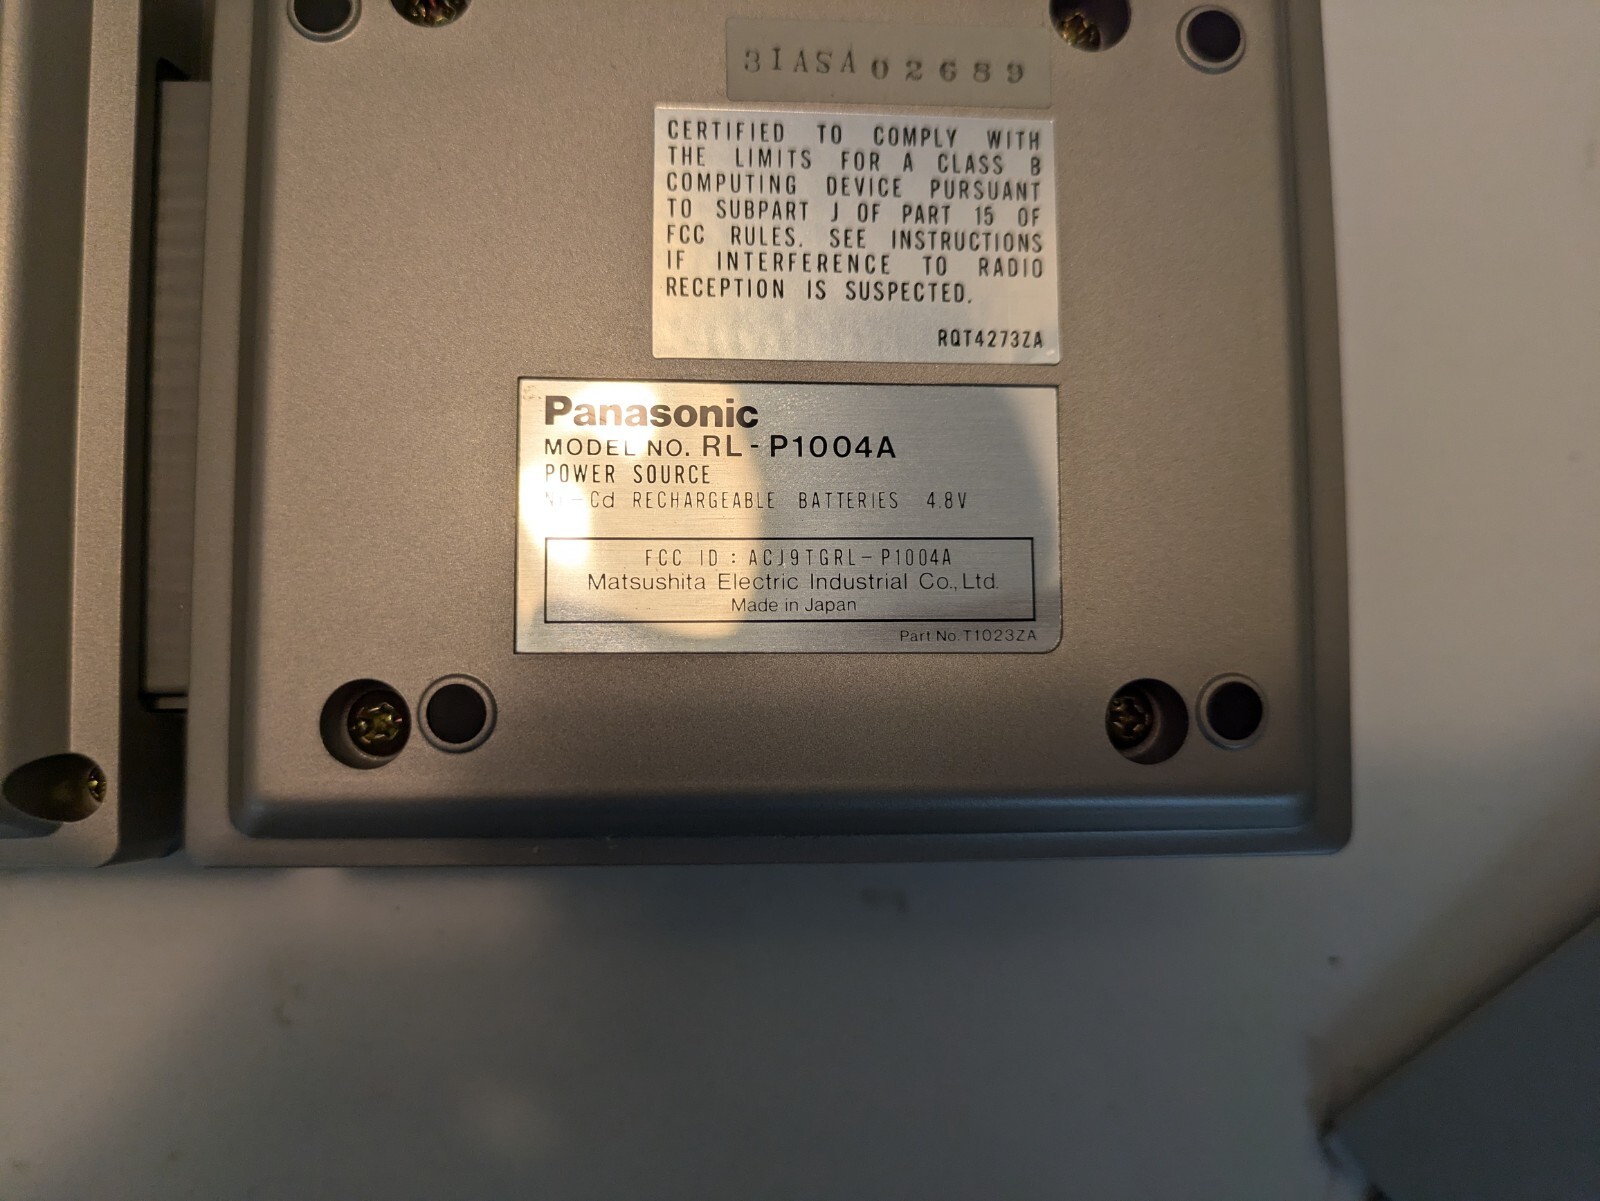 3IASA02689
CERTIFIED TO COMPLY WITH
THE LIMITS FOR A CLASS B
COMPUTING DEVICE PURSUANT
TO SUBPART J OF PART 15 OF
FCC RULES. SEE INSTRUCTIONS
IF INTERFERENCE TO RADIO
RECEPTION IS SUSPECTED.
RQT4273ZA
Panasonic
MODEL NO. RL-P1004A
POWER SOURCE
Ni-Cd RECHARGEABLE BATTERIES 4.8V
FCC ID : ACJ9TGRL-P1004A
Matsushita Electric Industrial Co., Ltd.
Made in Japan
Part No. T1023ZA